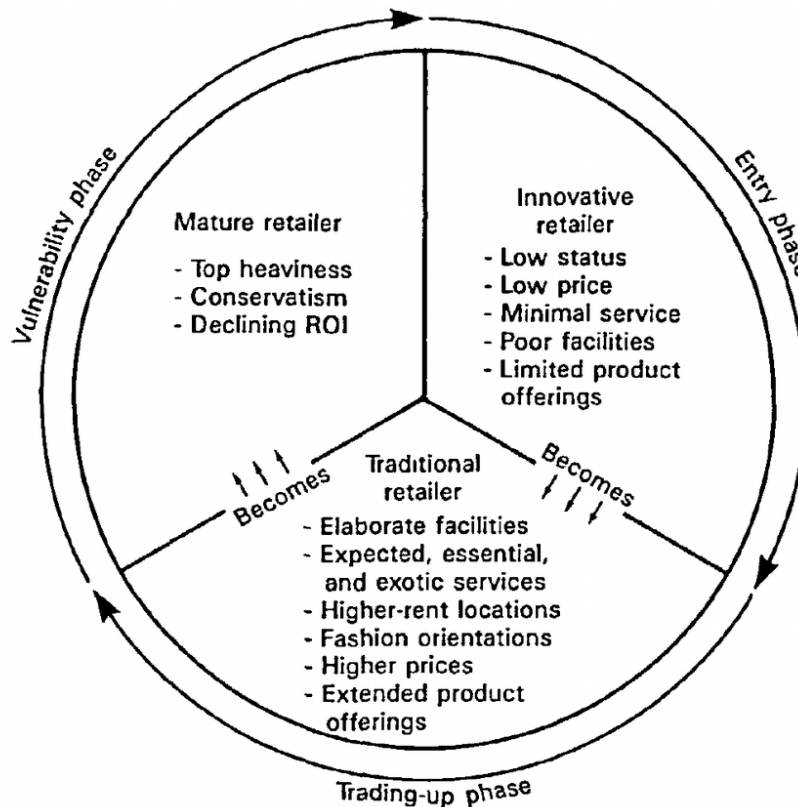 Vulnerability phase
Entry phase
Mature retailer
- Top heaviness
- Conservatism
- Declining ROI
Innovative
retailer
- Low status
- Low price
- Minimal service
- Poor facilities
- Limited product
offerings
Becomes
Becomes
Traditional
retailer
- Elaborate facilities
- Expected, essential,
and exotic services
- Higher-rent locations
- Fashion orientations
- Higher prices
- Extended product
offerings
Trading-up phase